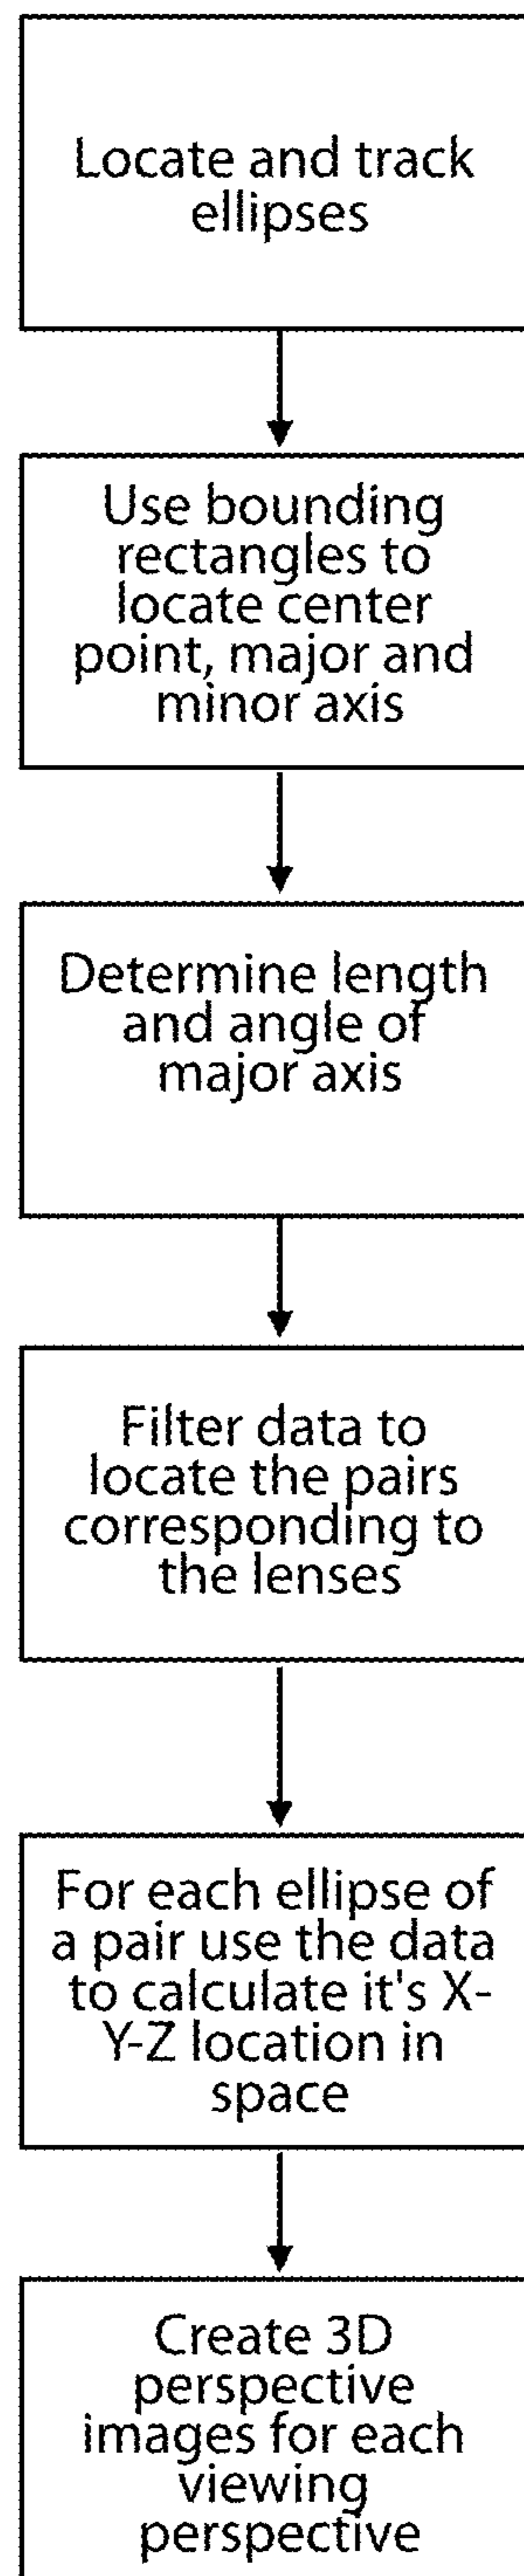 Locate and track
ellipses
Use bounding
rectangles to
locate center
point, major and
minor axis
Determine length
and angle of
major axis
Filter data to
locate the pairs
corresponding to
the lenses
For each ellipse of
a pair use the data
to calculate it's X-
Y-Z location in
space
Create 3D
perspective
images for each
viewing
perspective